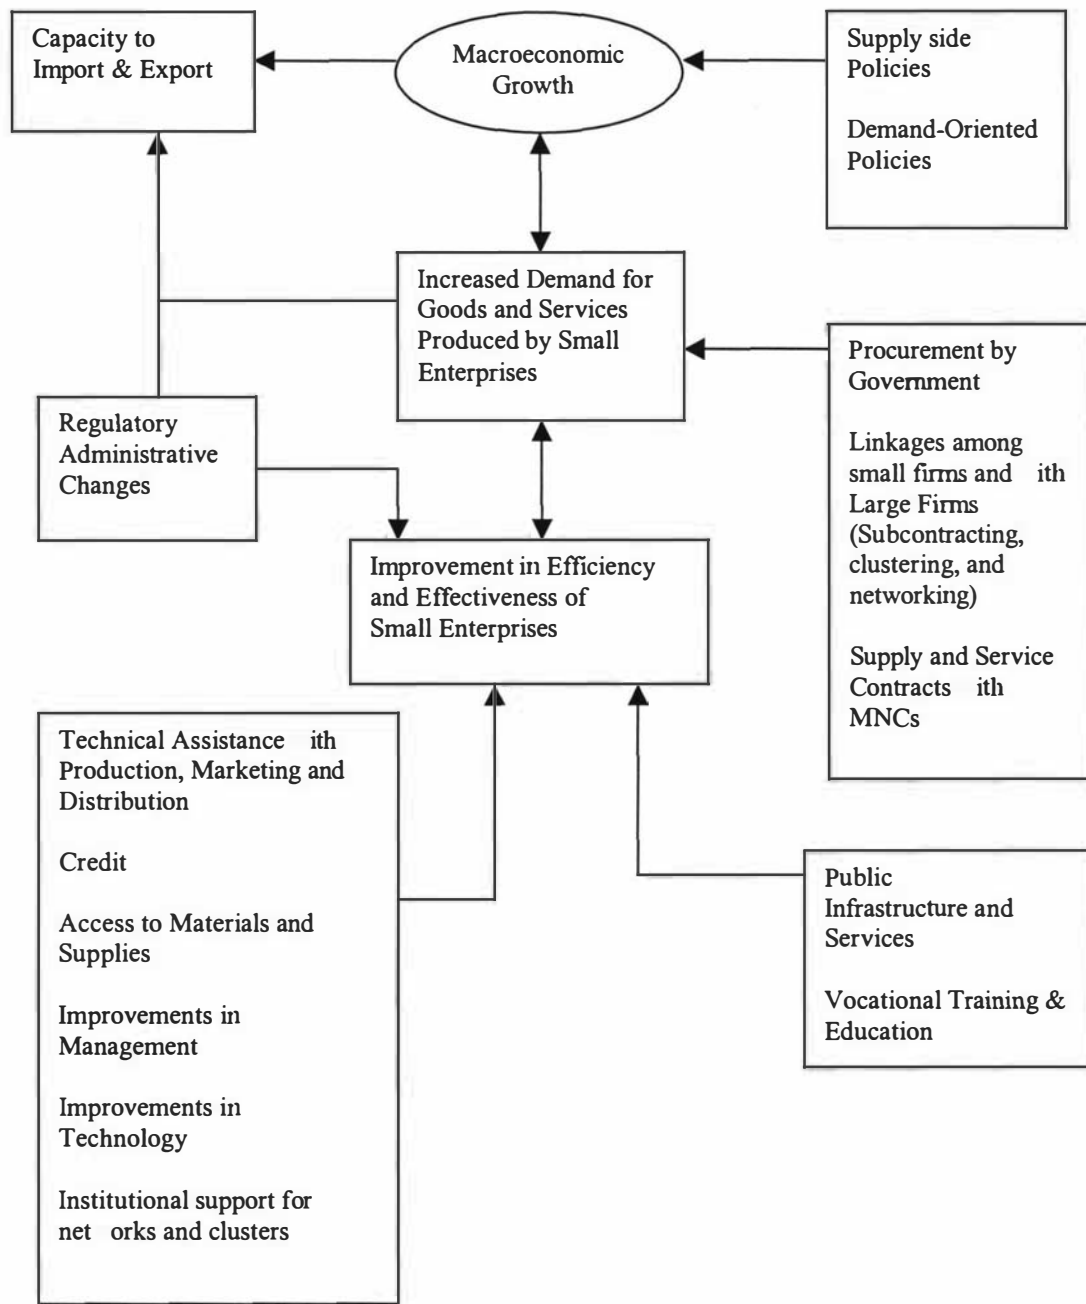 Capacity to
Import & Export
Macroeconomic
Growth
Supply side
Policies
Demand-Oriented
Policies
Increased Demand for
Goods and Services
Produced by Small
Enterprises
Procurement by
Government
Linkages among
small firms and ith
Large Firms
(Subcontracting,
clustering, and
networking)
Supply and Service
Contracts ith
MNCs
Regulatory
Administrative
Changes
Improvement in Efficiency
and Effectiveness of
Small Enterprises
Technical Assistance ith
Production, Marketing and
Distribution
Credit
Access to Materials and
Supplies
Improvements in
Management
Improvements in
Technology
Institutional support for
net orks and clusters
Public
Infrastructure and
Services
Vocational Training &
Education